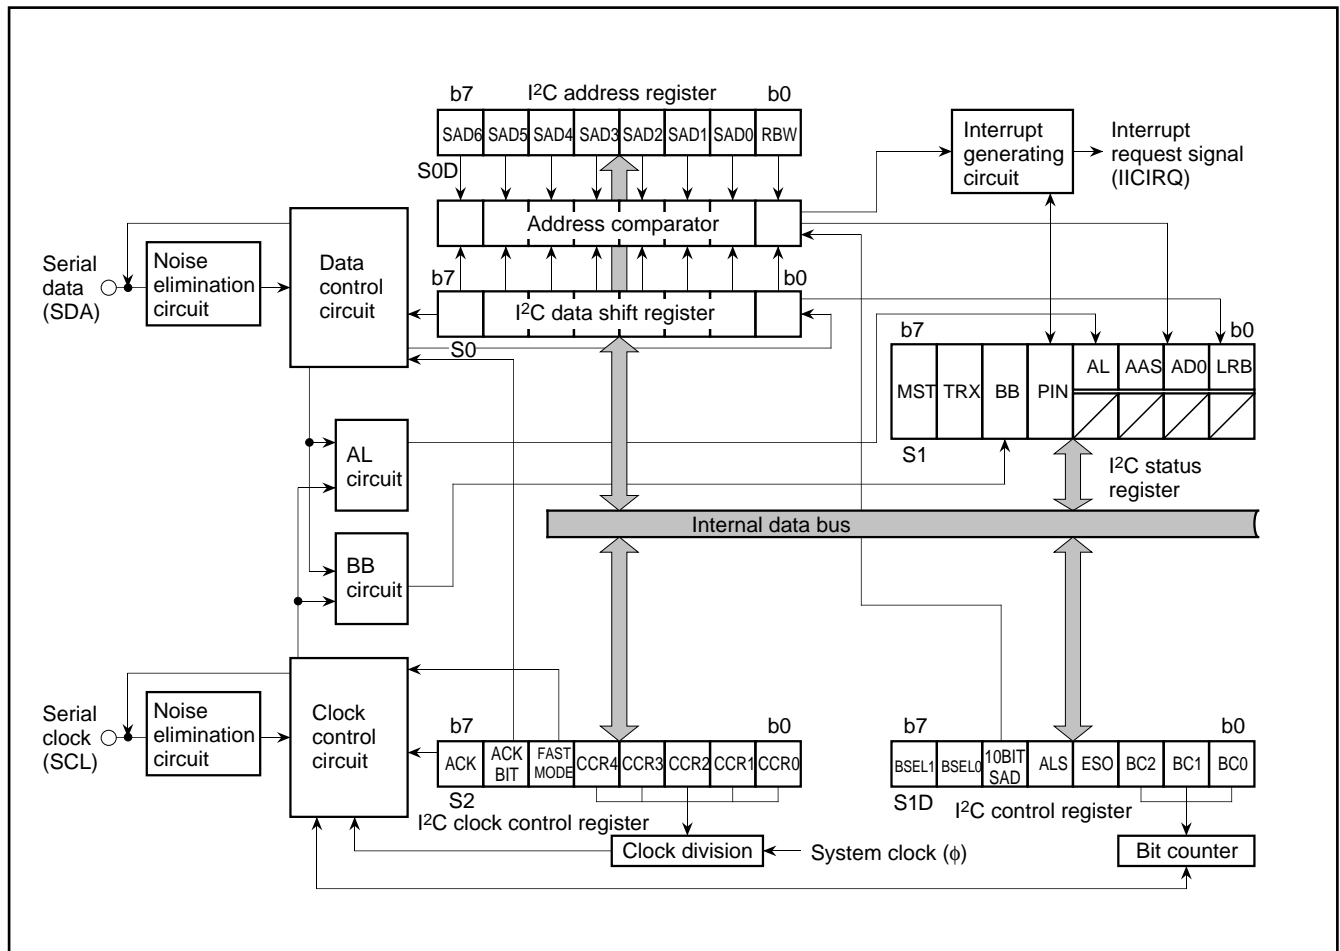 b7 I²C address register b0
SAD6 SAD5 SAD4 SAD3 SAD2 SAD1 SAD0 RBW
S0D
Address comparator
b7 b0
I²C data shift register
S0
Interrupt
generating
circuit
Interrupt
request signal
(IICIRQ)
Serial
data
(SDA)
Noise
elimination
circuit
Data
control
circuit
b7 b0
MST TRX BB PIN AL AAS AD0 LRB
S1
I²C status
register
AL
circuit
BB
circuit
Internal data bus
Serial
clock
(SCL)
Noise
elimination
circuit
Clock
control
circuit
b7 b0
ACK ACK BIT FAST MODE CCR4 CCR3 CCR2 CCR1 CCR0
S2
I²C clock control register
Clock division
System clock (ϕ)
b7 b0
BSEL1 BSEL0 10BIT SAD ALS ESO BC2 BC1 BC0
S1D
I²C control register
Bit counter